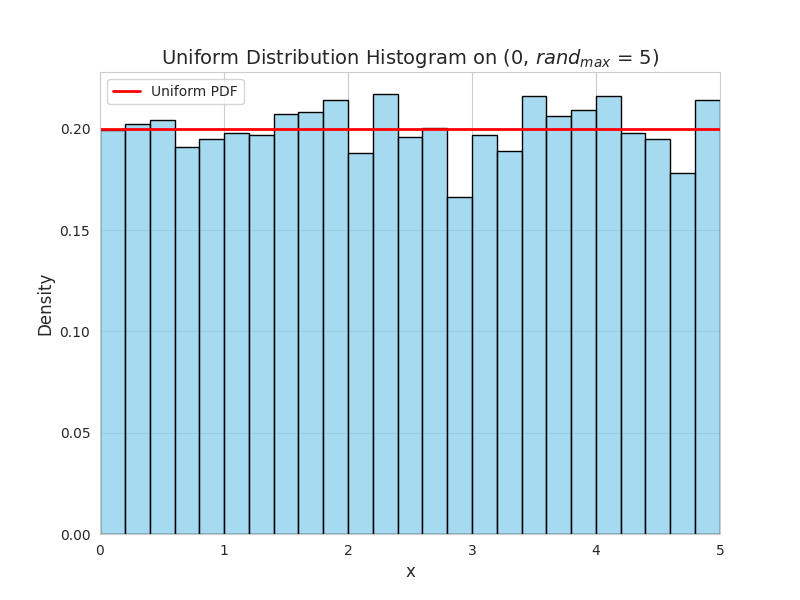 Uniform Distribution Histogram on (0, rand_max = 5)
Uniform PDF
Density
0.20
0.15
0.10
0.05
0.00
0 1 2 3 4 5
x